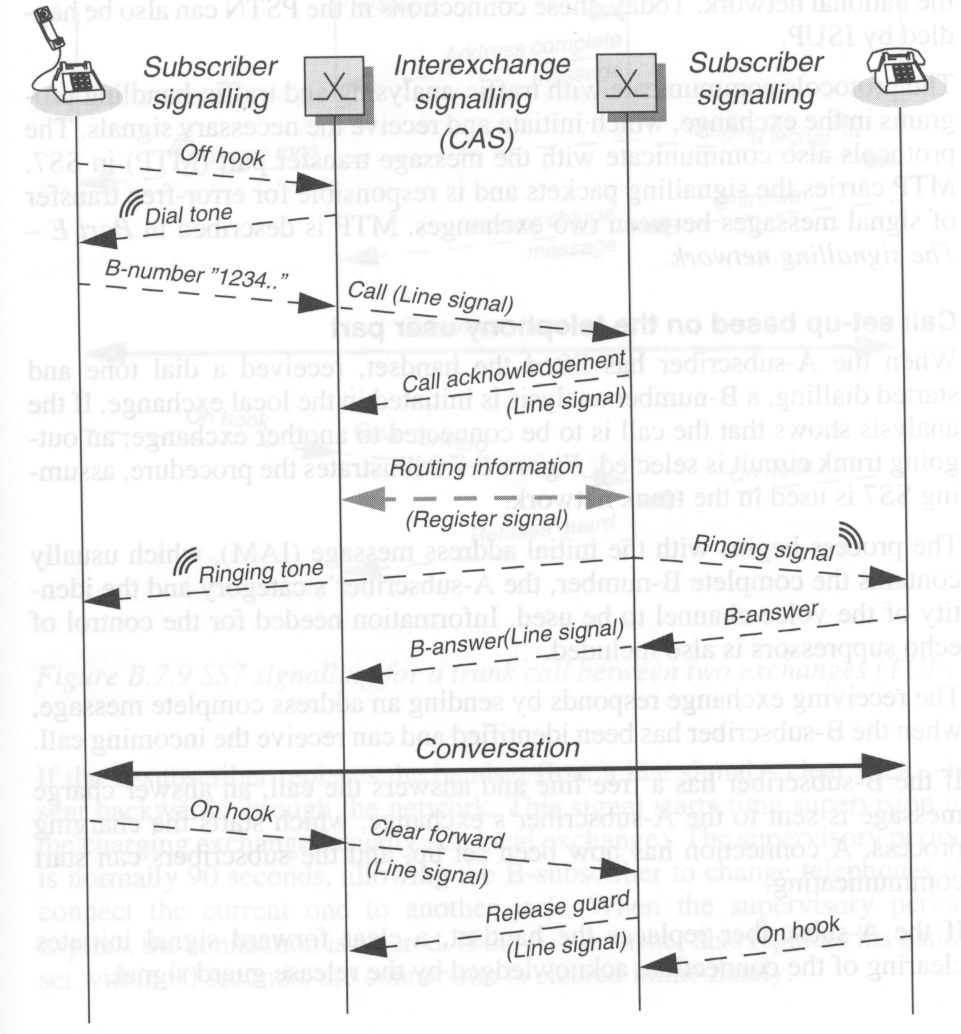 Subscriber signalling
Interexchange signalling
(CAS)
Subscriber signalling
Off hook
Dial tone
B-number "1234.."
Call (Line signal)
Call acknowledgement
(Line signal)
Routing information
(Register signal)
Ringing tone
Ringing signal
B-answer
B-answer(Line signal)
Conversation
On hook
Clear forward
(Line signal)
Release guard
(Line signal)
On hook